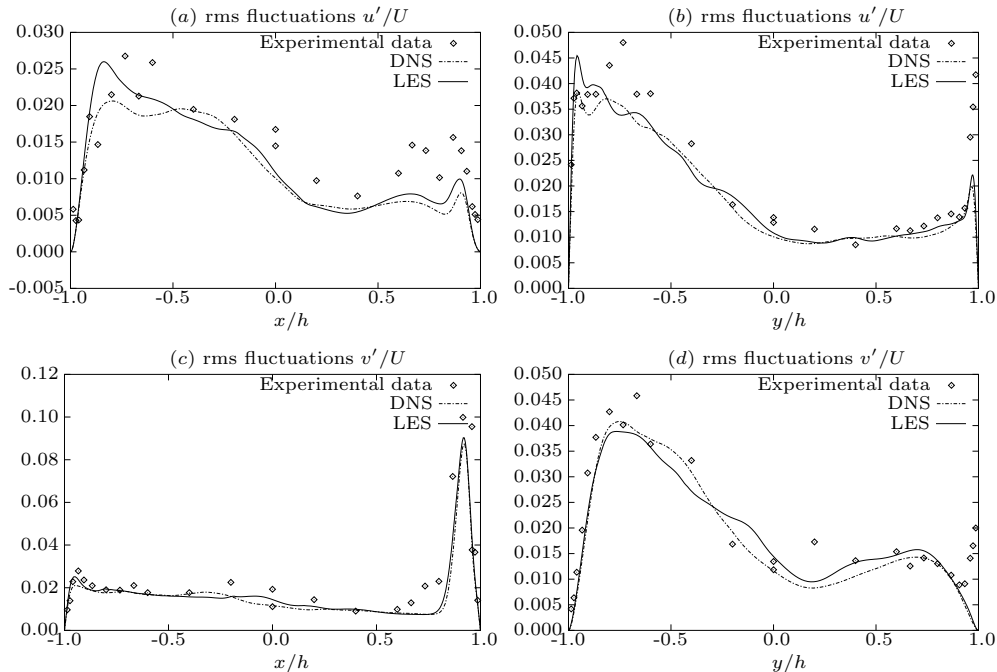 (a) rms fluctuations u′/U
Experimental data
DNS
LES
0.030
0.025
0.020
0.015
0.010
0.005
0.000
-0.005
-1.0 -0.5 0.0 0.5 1.0
x/h
(b) rms fluctuations u′/U
Experimental data
DNS
LES
0.050
0.045
0.040
0.035
0.030
0.025
0.020
0.015
0.010
0.005
0.000
-1.0 -0.5 0.0 0.5 1.0
y/h
(c) rms fluctuations v′/U
Experimental data
DNS
LES
0.12
0.10
0.08
0.06
0.04
0.02
0.00
-1.0 -0.5 0.0 0.5 1.0
x/h
(d) rms fluctuations v′/U
Experimental data
DNS
LES
0.050
0.045
0.040
0.035
0.030
0.025
0.020
0.015
0.010
0.005
0.000
-1.0 -0.5 0.0 0.5 1.0
y/h